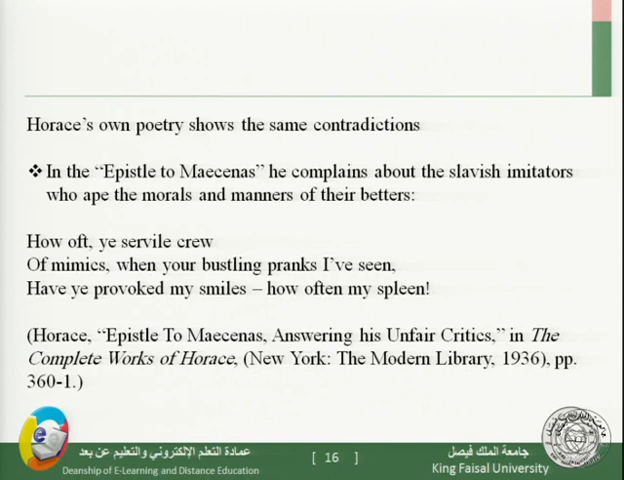 Horace's own poetry shows the same contradictions
❖ In the "Epistle to Maecenas" he complains about the slavish imitators
who ape the morals and manners of their betters:
How oft, ye servile crew
Of mimics, when your bustling pranks I've seen,
Have ye provoked my smiles – how often my spleen!
(Horace, "Epistle To Maecenas, Answering his Unfair Critics," in The
Complete Works of Horace, (New York: The Modern Library, 1936), pp.
360-1.)
عمادة التعلم الإلكتروني والتعليم عن بعد
Deanship of E-Learning and Distance Education
[ 16 ]
جامعة الملك فيصل
King Faisal University